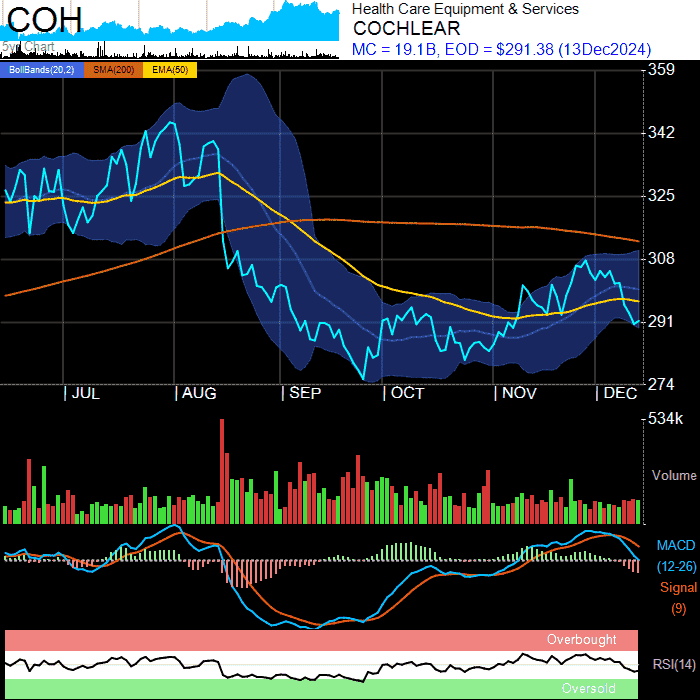 COH
5yr Chart
Health Care Equipment & Services
COCHLEAR
MC = 19.1B, EOD = $291.38 (13Dec2024)
BollBands(20,2) SMA(200) EMA(50)
359
342
325
308
291
274
JUL AUG SEP OCT NOV DEC
534k
Volume
MACD
(12-26)
Signal
(9)
Overbought
RSI(14)
Oversold